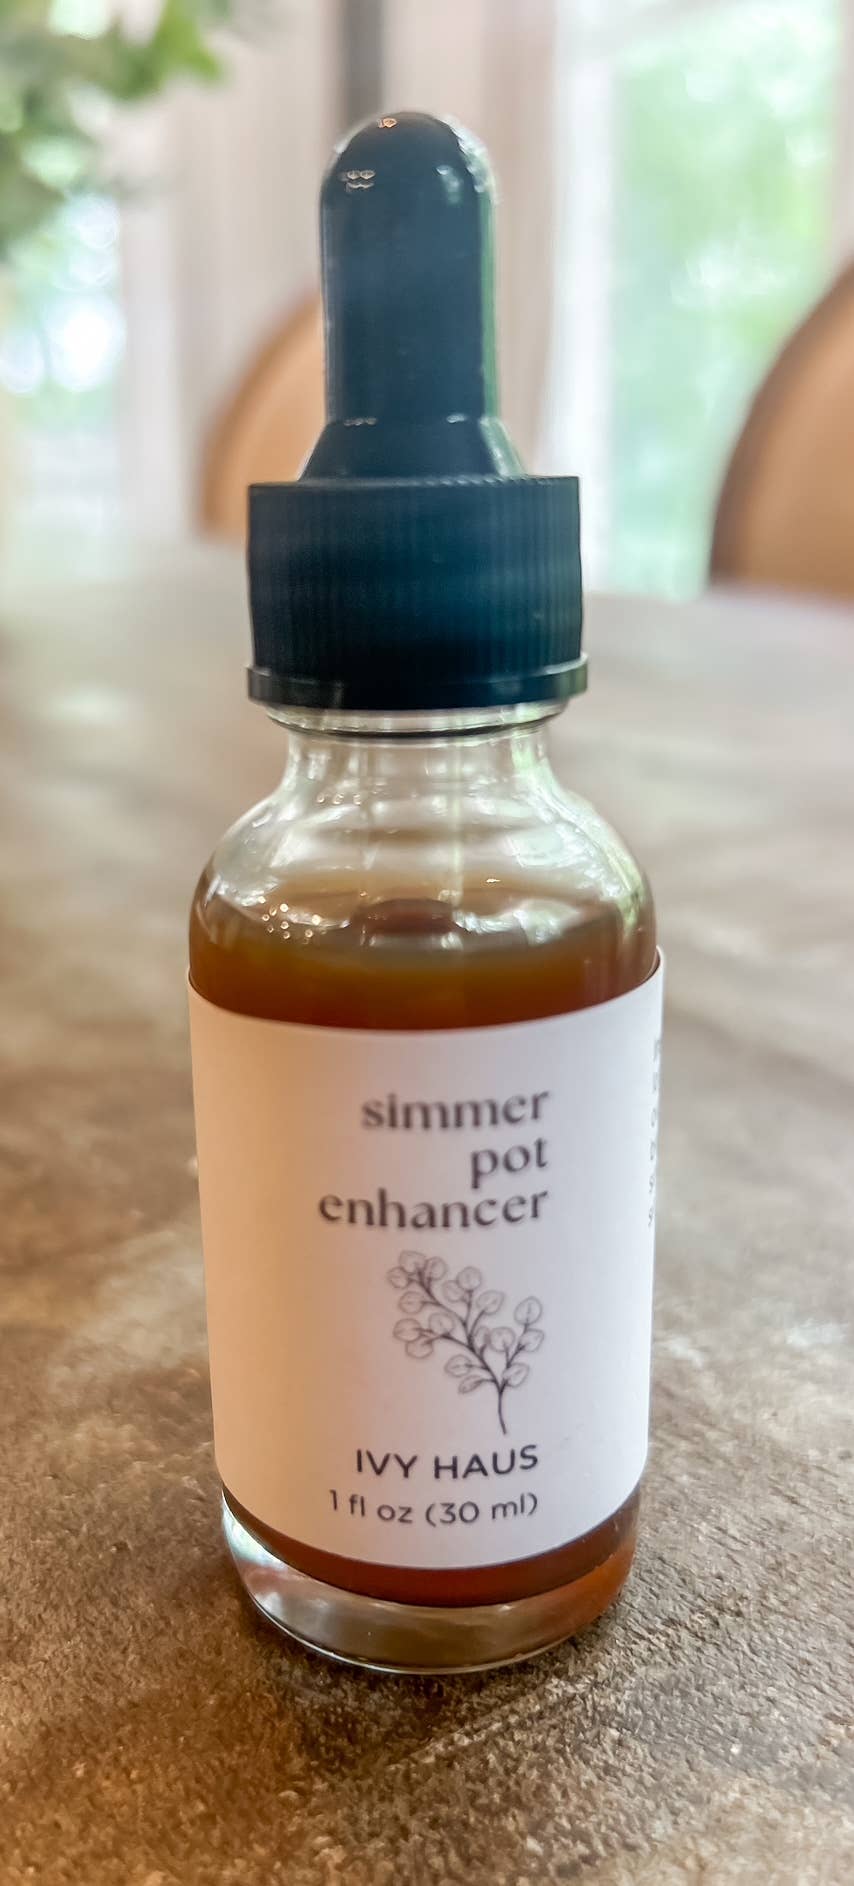 simmer
pot
enhancer
IVY HAUS
1 fl oz (30 ml)